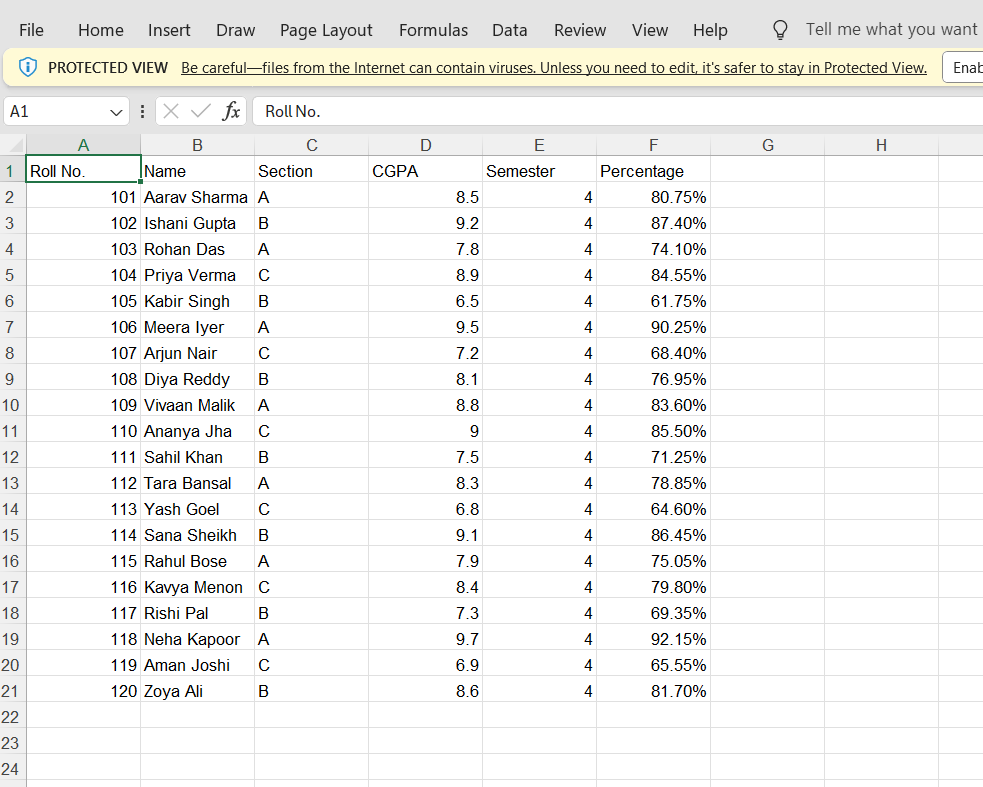 File Home Insert Draw Page Layout Formulas Data Review View Help Tell me what you want
PROTECTED VIEW Be careful—files from the Internet can contain viruses. Unless you need to edit, it's safer to stay in Protected View. Enab
A1 fx Roll No.
A B C D E F G H
1 Roll No. Name Section CGPA Semester Percentage
2 101 Aarav Sharma A 8.5 4 80.75%
3 102 Ishani Gupta B 9.2 4 87.40%
4 103 Rohan Das A 7.8 4 74.10%
5 104 Priya Verma C 8.9 4 84.55%
6 105 Kabir Singh B 6.5 4 61.75%
7 106 Meera Iyer A 9.5 4 90.25%
8 107 Arjun Nair C 7.2 4 68.40%
9 108 Diya Reddy B 8.1 4 76.95%
10 109 Vivaan Malik A 8.8 4 83.60%
11 110 Ananya Jha C 9 4 85.50%
12 111 Sahil Khan B 7.5 4 71.25%
13 112 Tara Bansal A 8.3 4 78.85%
14 113 Yash Goel C 6.8 4 64.60%
15 114 Sana Sheikh B 9.1 4 86.45%
16 115 Rahul Bose A 7.9 4 75.05%
17 116 Kavya Menon C 8.4 4 79.80%
18 117 Rishi Pal B 7.3 4 69.35%
19 118 Neha Kapoor A 9.7 4 92.15%
20 119 Aman Joshi C 6.9 4 65.55%
21 120 Zoya Ali B 8.6 4 81.70%
22
23
24